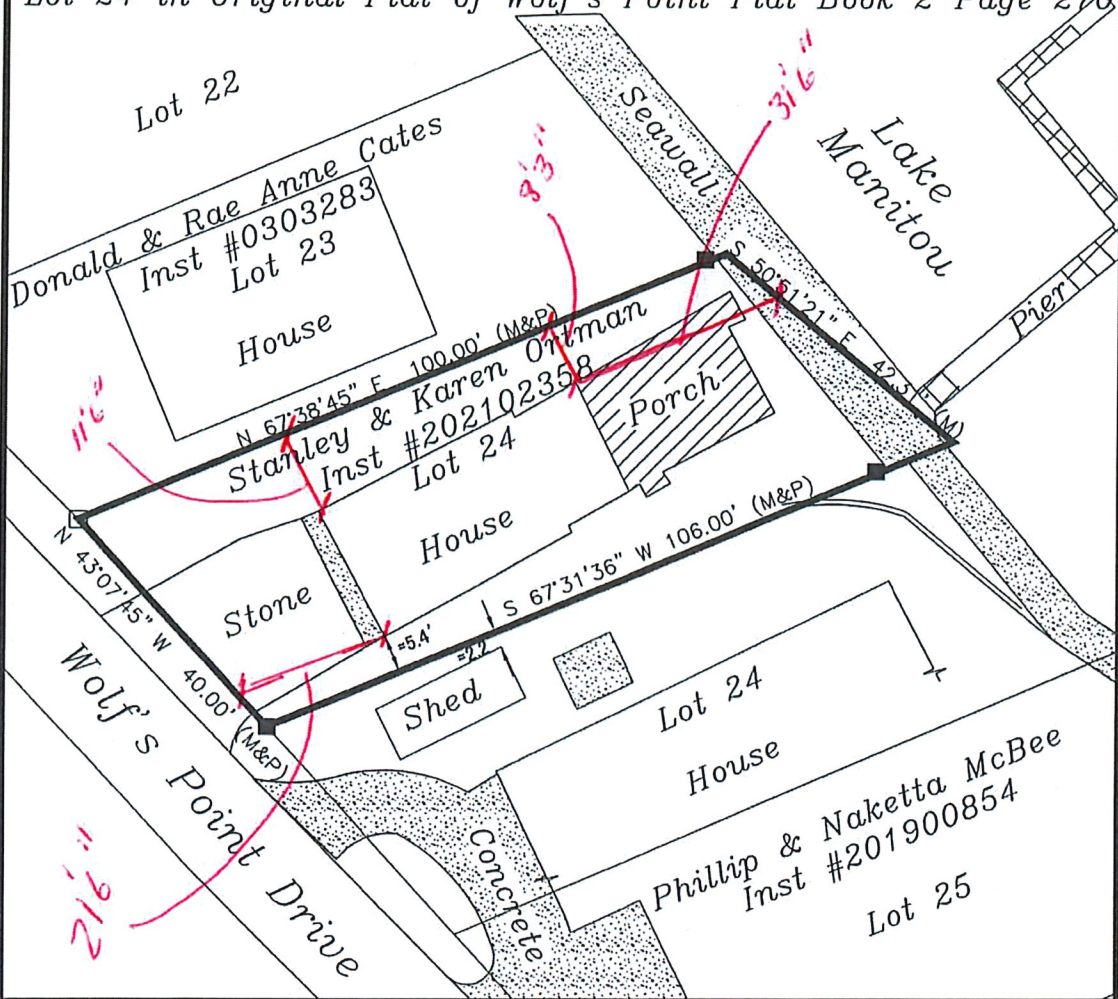 Lot 24 in Original Plat of Wolf's Point Plat Book 2 Page
Lot 22
Seawall
31'6"
Lake
Manitou
8'3"
Donald & Rae Anne Cates
Inst #0303283
Lot 23
House
S 50°51'21" E 42.5
(M)
Pier
N 67°38'45" E 100.00' (M&P)
Stanley & Karen Ortman
Inst #202102358
Lot 24
House
Porch
11'6"
N 43°07'45" W 40.00' (M&P)
Stone
S 67°31'36" W 106.00' (M&P)
≈5.4'
≈2.2'
Shed
Wolf's Point Drive
21'6"
Lot 24
House
Concrete
Phillip & Naketta McBee
Inst #201900854
Lot 25